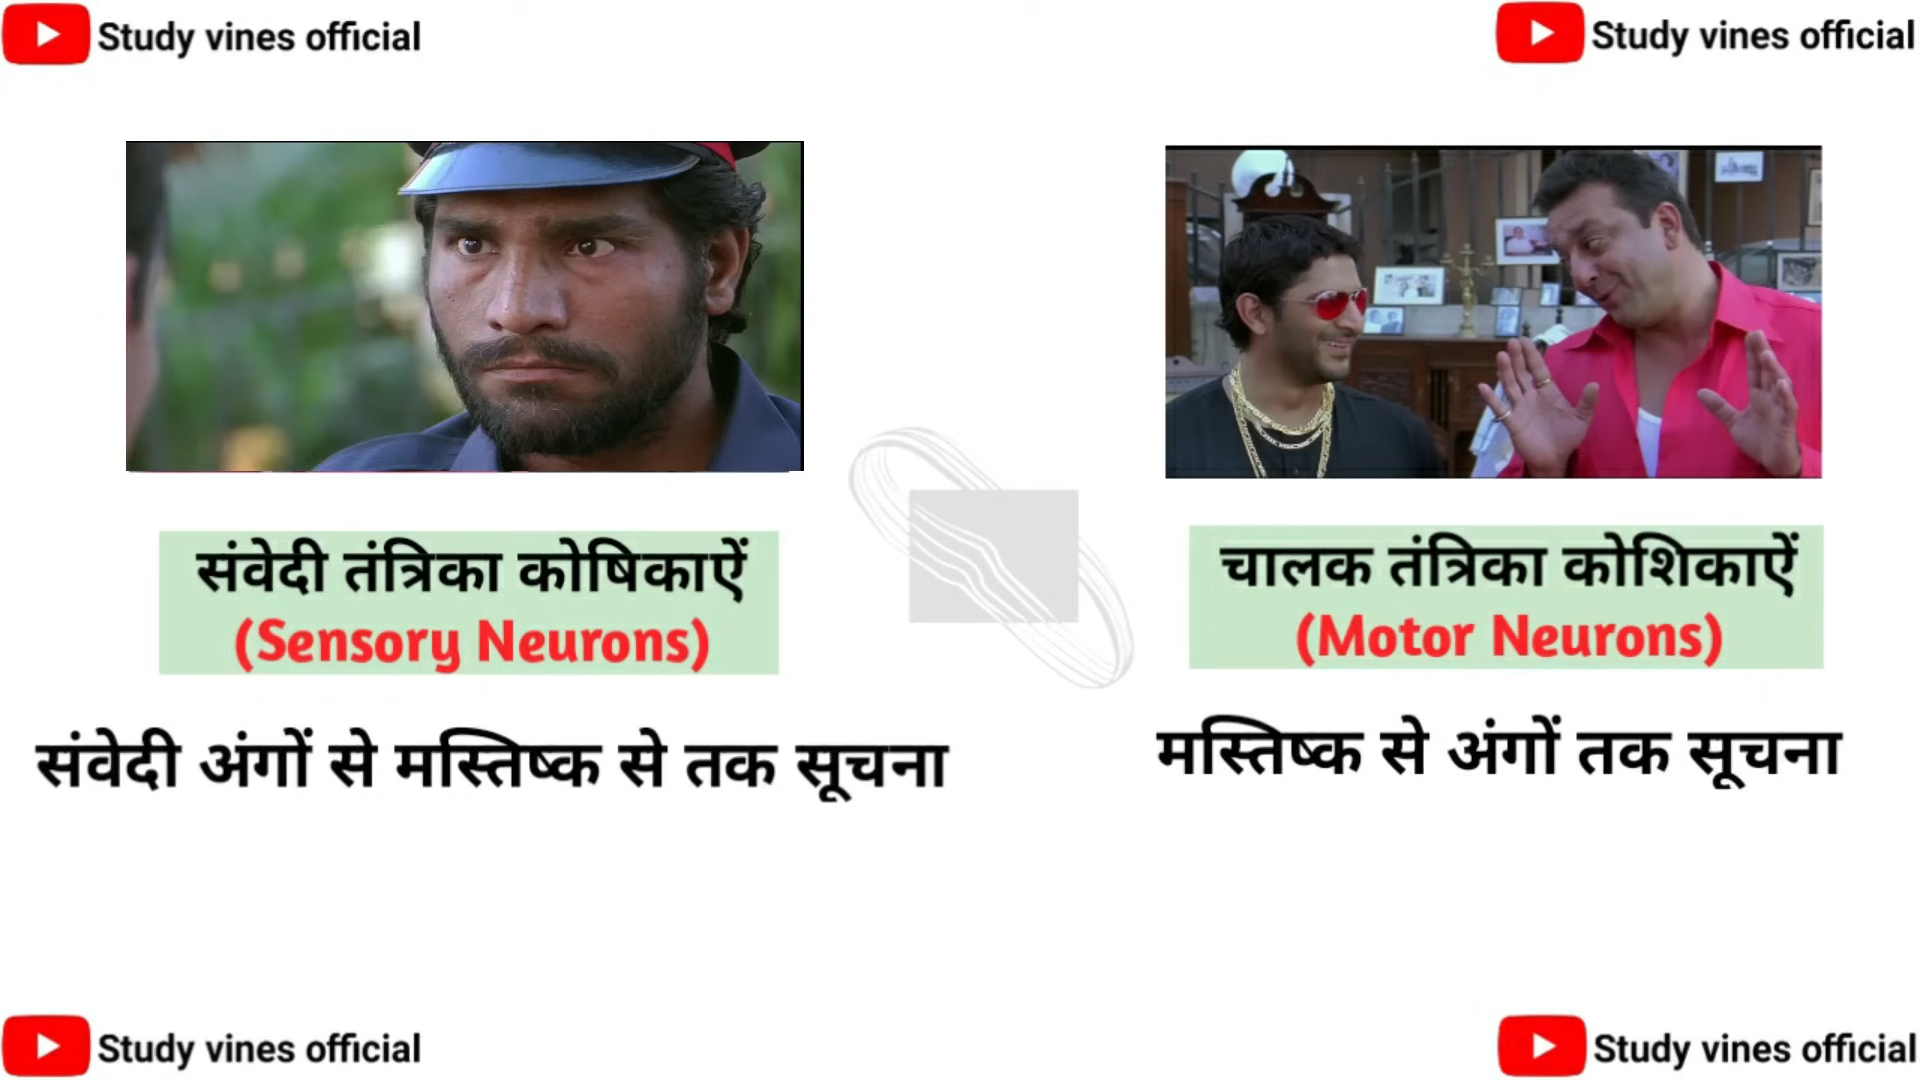 Study vines official
Study vines official
संवेदी तंत्रिका कोषिकाऐं
(Sensory Neurons)
संवेदी अंगों से मस्तिष्क से तक सूचना
चालक तंत्रिका कोशिकाऐं
(Motor Neurons)
मस्तिष्क से अंगों तक सूचना
Study vines official
Study vines official